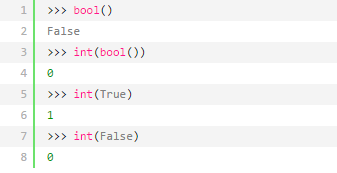 1 >>> bool()
2 False
3 >>> int(bool())
4 0
5 >>> int(True)
6 1
7 >>> int(False)
8 0